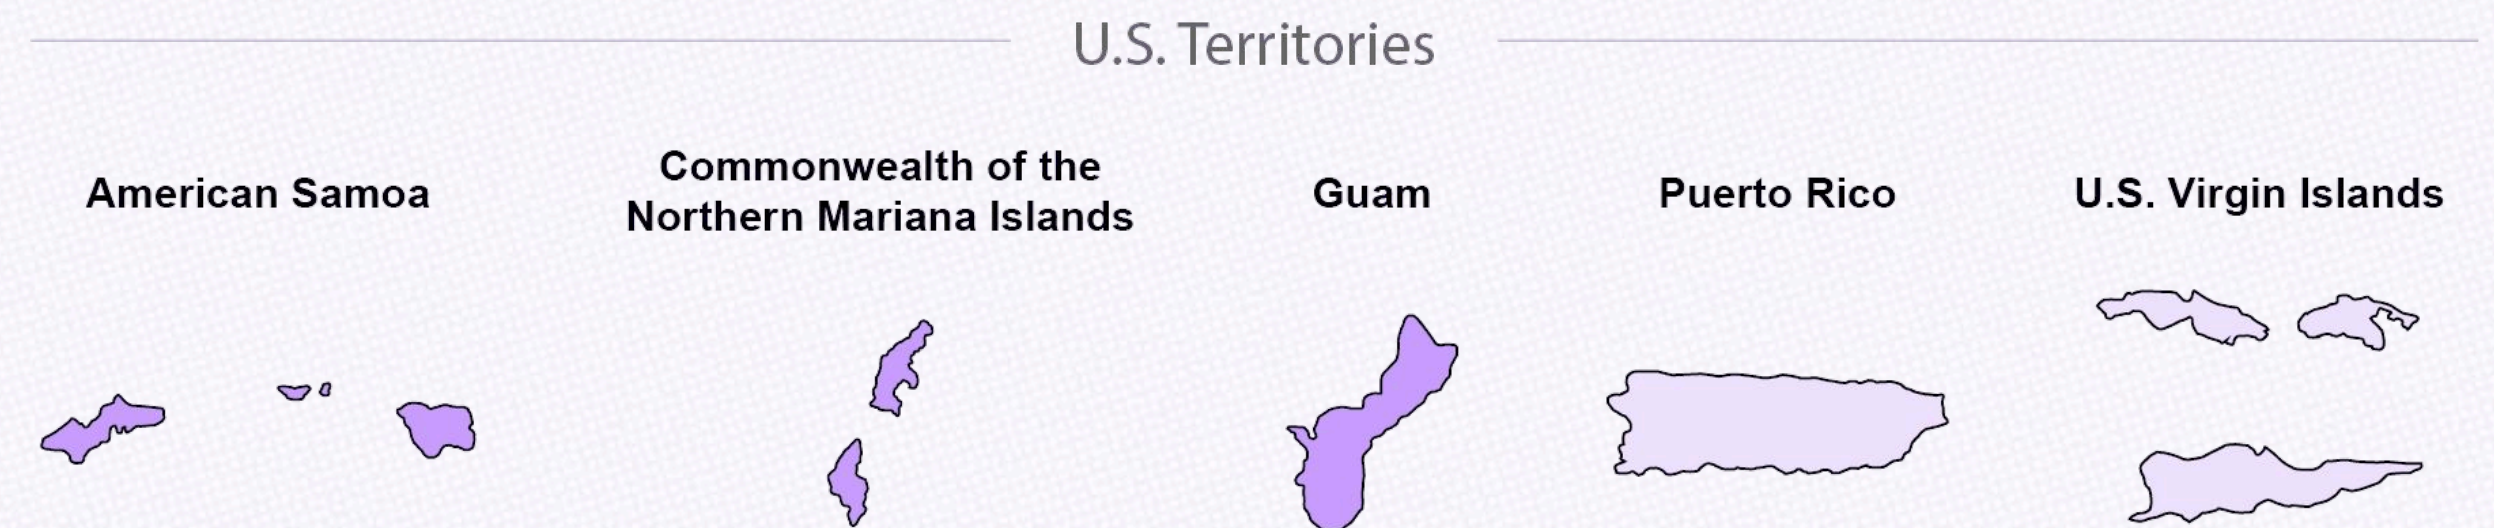 U.S. Territories
American Samoa
Commonwealth of the
Northern Mariana Islands
Guam
Puerto Rico
U.S. Virgin Islands